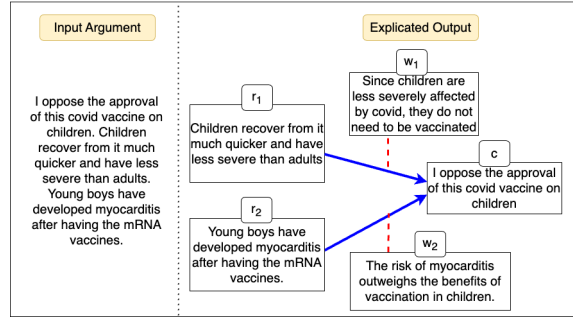 Input Argument
I oppose the approval
of this covid vaccine on
children. Children
recover from it much
quicker and have less
severe than adults.
Young boys have
developed myocarditis
after having the mRNA
vaccines.
Explicated Output
r1
Children recover from it
much quicker and have
less severe than adults
r2
Young boys have
developed myocarditis
after having the mRNA
vaccines.
w1
Since children are
less severely affected
by covid, they do not
need to be vaccinated
c
I oppose the approval
of this covid vaccine on
children
w2
The risk of myocarditis
outweighs the benefits of
vaccination in children.